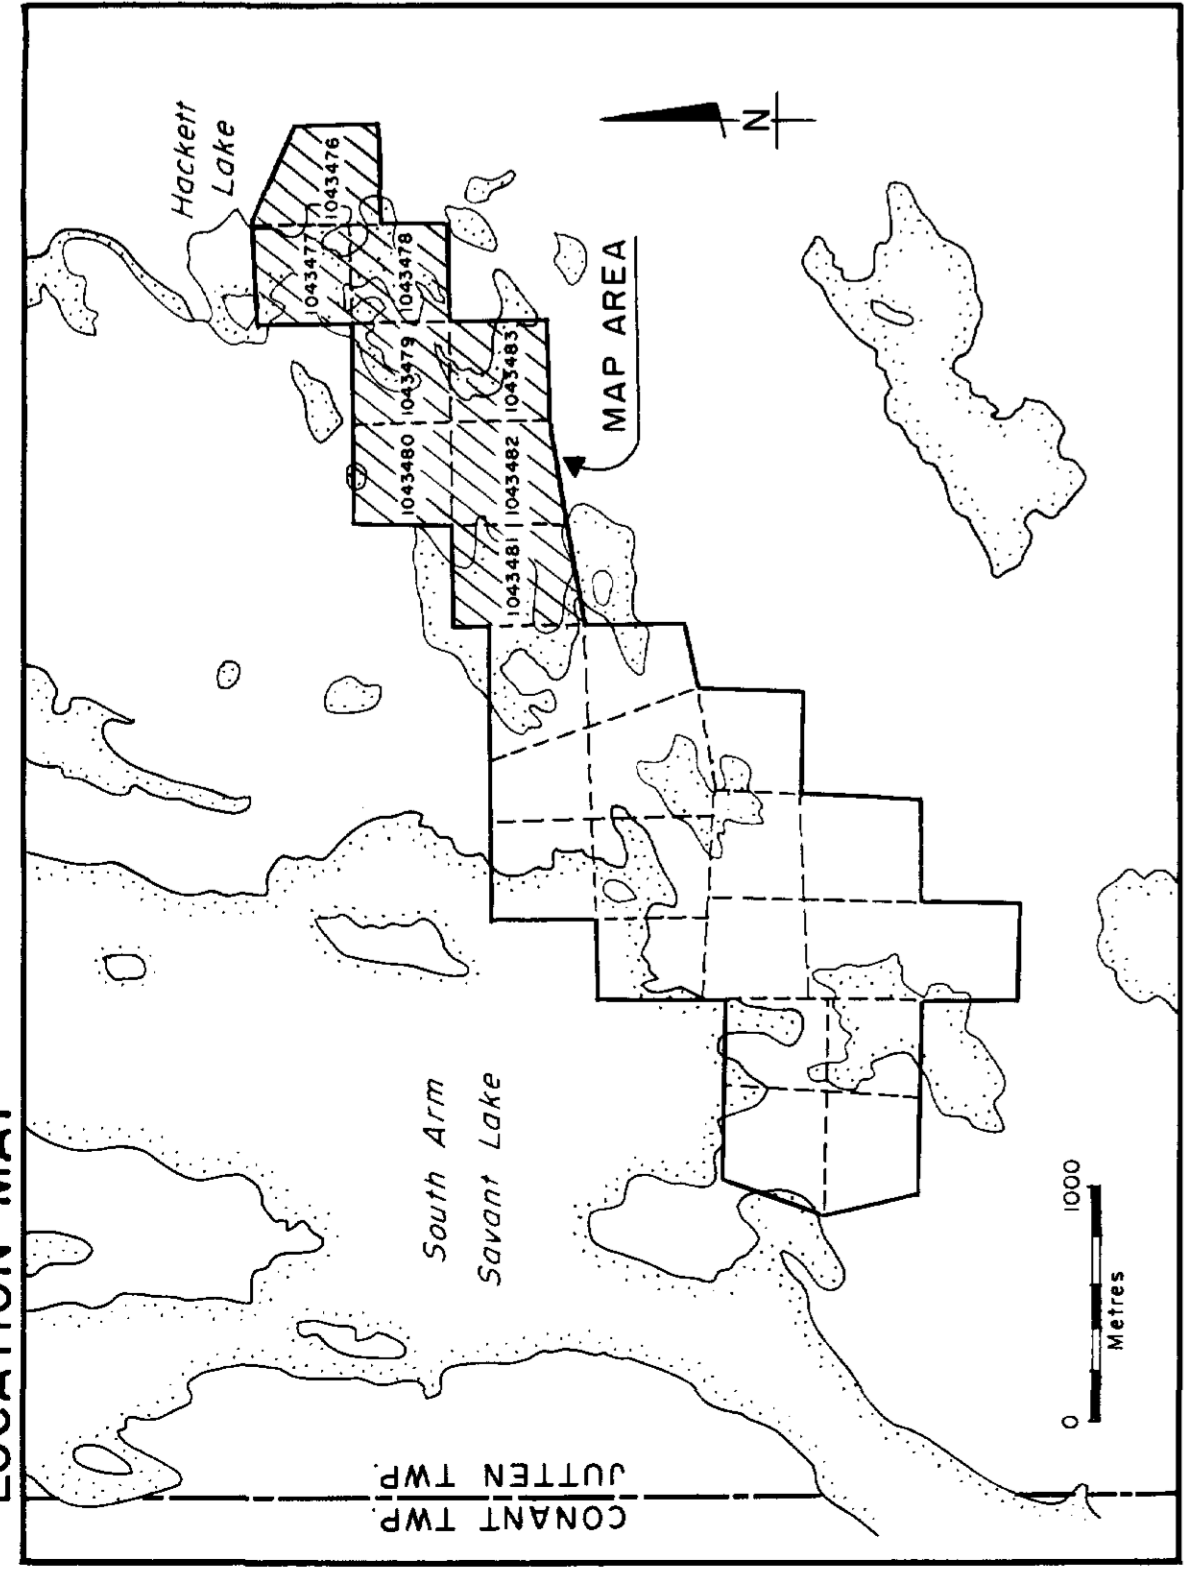 LOCATION MAP
Hackett
Lake
1043476
1043477
1043478
1043479
1043480
1043483
1043482
1043481
MAP AREA
N
South Arm
Savant Lake
0 1000
Metres
JUTTEN TWP.
CONANT TWP.